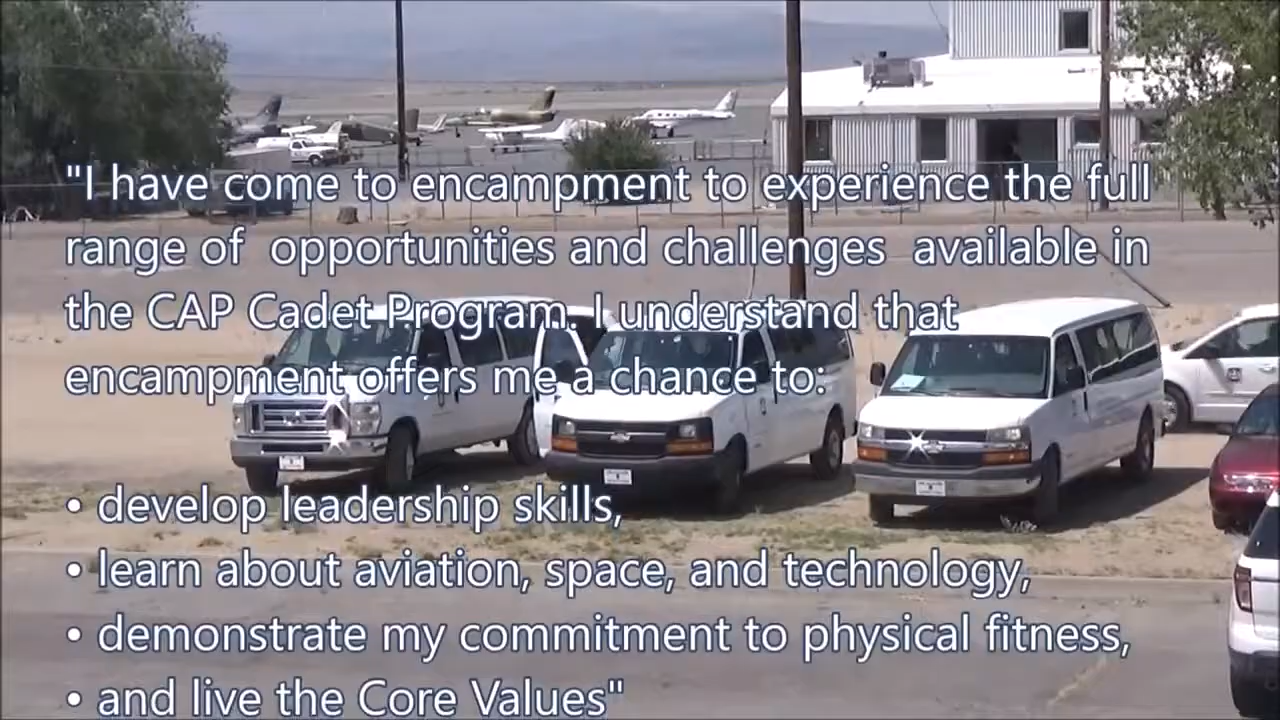 "I have come to encampment to experience the full
range of opportunities and challenges available in
the CAP Cadet Program. I understand that
encampment offers me a chance to:
• develop leadership skills,
• learn about aviation, space, and technology,
• demonstrate my commitment to physical fitness,
• and live the Core Values"